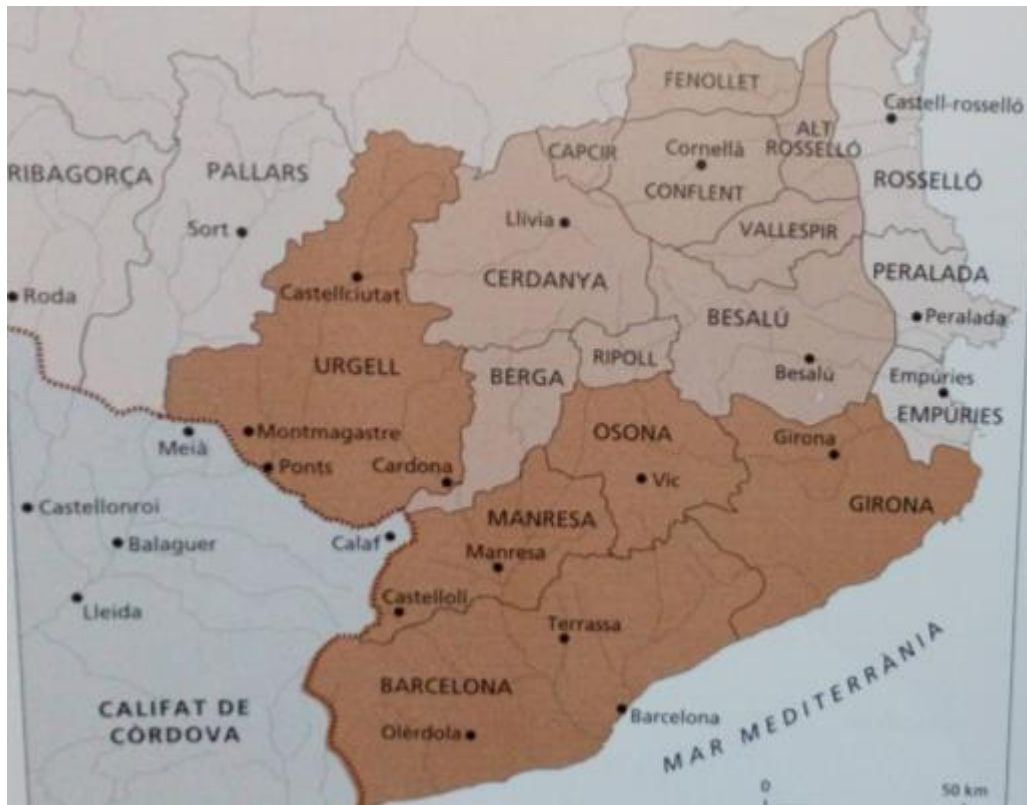 FENOLLET
Castell-rosselló
CAPCIR
Cornellà
ALT
ROSSELLÓ
RIBAGORÇA
PALLARS
ROSSELLÓ
CONFLENT
Sort
Llívia
VALLESPIR
CERDANYA
PERALADA
Roda
Castellciutat
BESALÚ
Peralada
URGELL
BERGA
RIPOLL
Besalú
Empúries
EMPÚRIES
Meià
Montmagastre
OSONA
Girona
Ponts
Cardona
Vic
Castellonroi
MANRESA
GIRONA
Balaguer
Calaf
Manresa
Lleida
Castellolí
Terrassa
BARCELONA
Barcelona
CALIFAT DE
CÒRDOVA
Olèrdola
MAR MEDITERRÀNIA
0
50 km